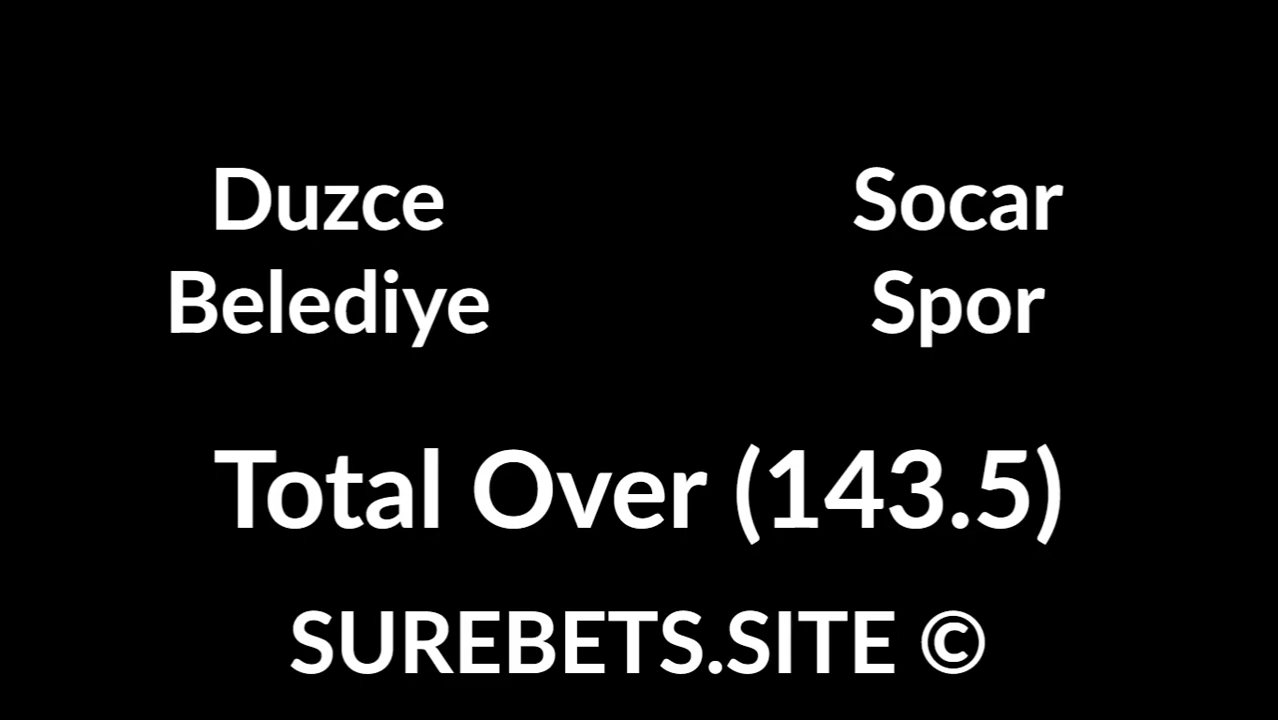 Duzce
Belediye
Socar
Spor
Total Over (143.5)
SUREBETS.SITE ©